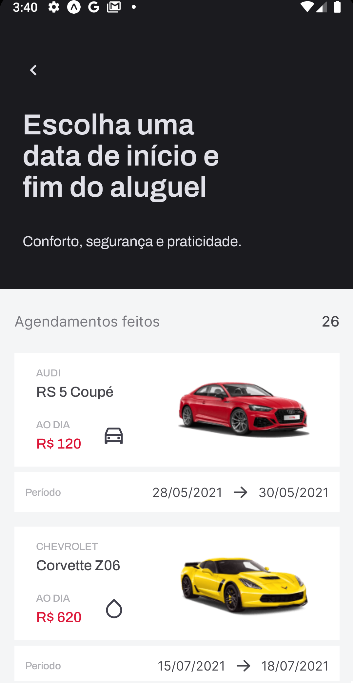 3:40
Escolha uma
data de início e
fim do aluguel
Conforto, segurança e praticidade.
Agendamentos feitos 26
AUDI
RS 5 Coupé
AO DIA
R$ 120
Período 28/05/2021 → 30/05/2021
CHEVROLET
Corvette Z06
AO DIA
R$ 620
Período 15/07/2021 → 18/07/2021